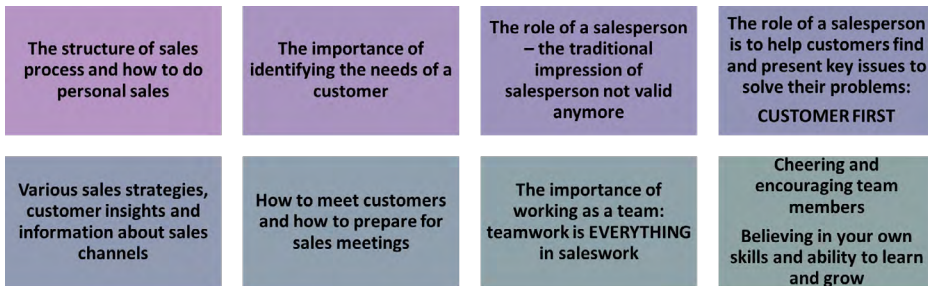 The structure of sales
process and how to do
personal sales
The importance of
identifying the needs of a
customer
The role of a salesperson
– the traditional
impression of
salesperson not valid
anymore
The role of a salesperson
is to help customers find
and present key issues to
solve their problems:
CUSTOMER FIRST
Various sales strategies,
customer insights and
information about sales
channels
How to meet customers
and how to prepare for
sales meetings
The importance of
working as a team:
teamwork is EVERYTHING
in saleswork
Cheering and
encouraging team
members
Believing in your own
skills and ability to learn
and grow